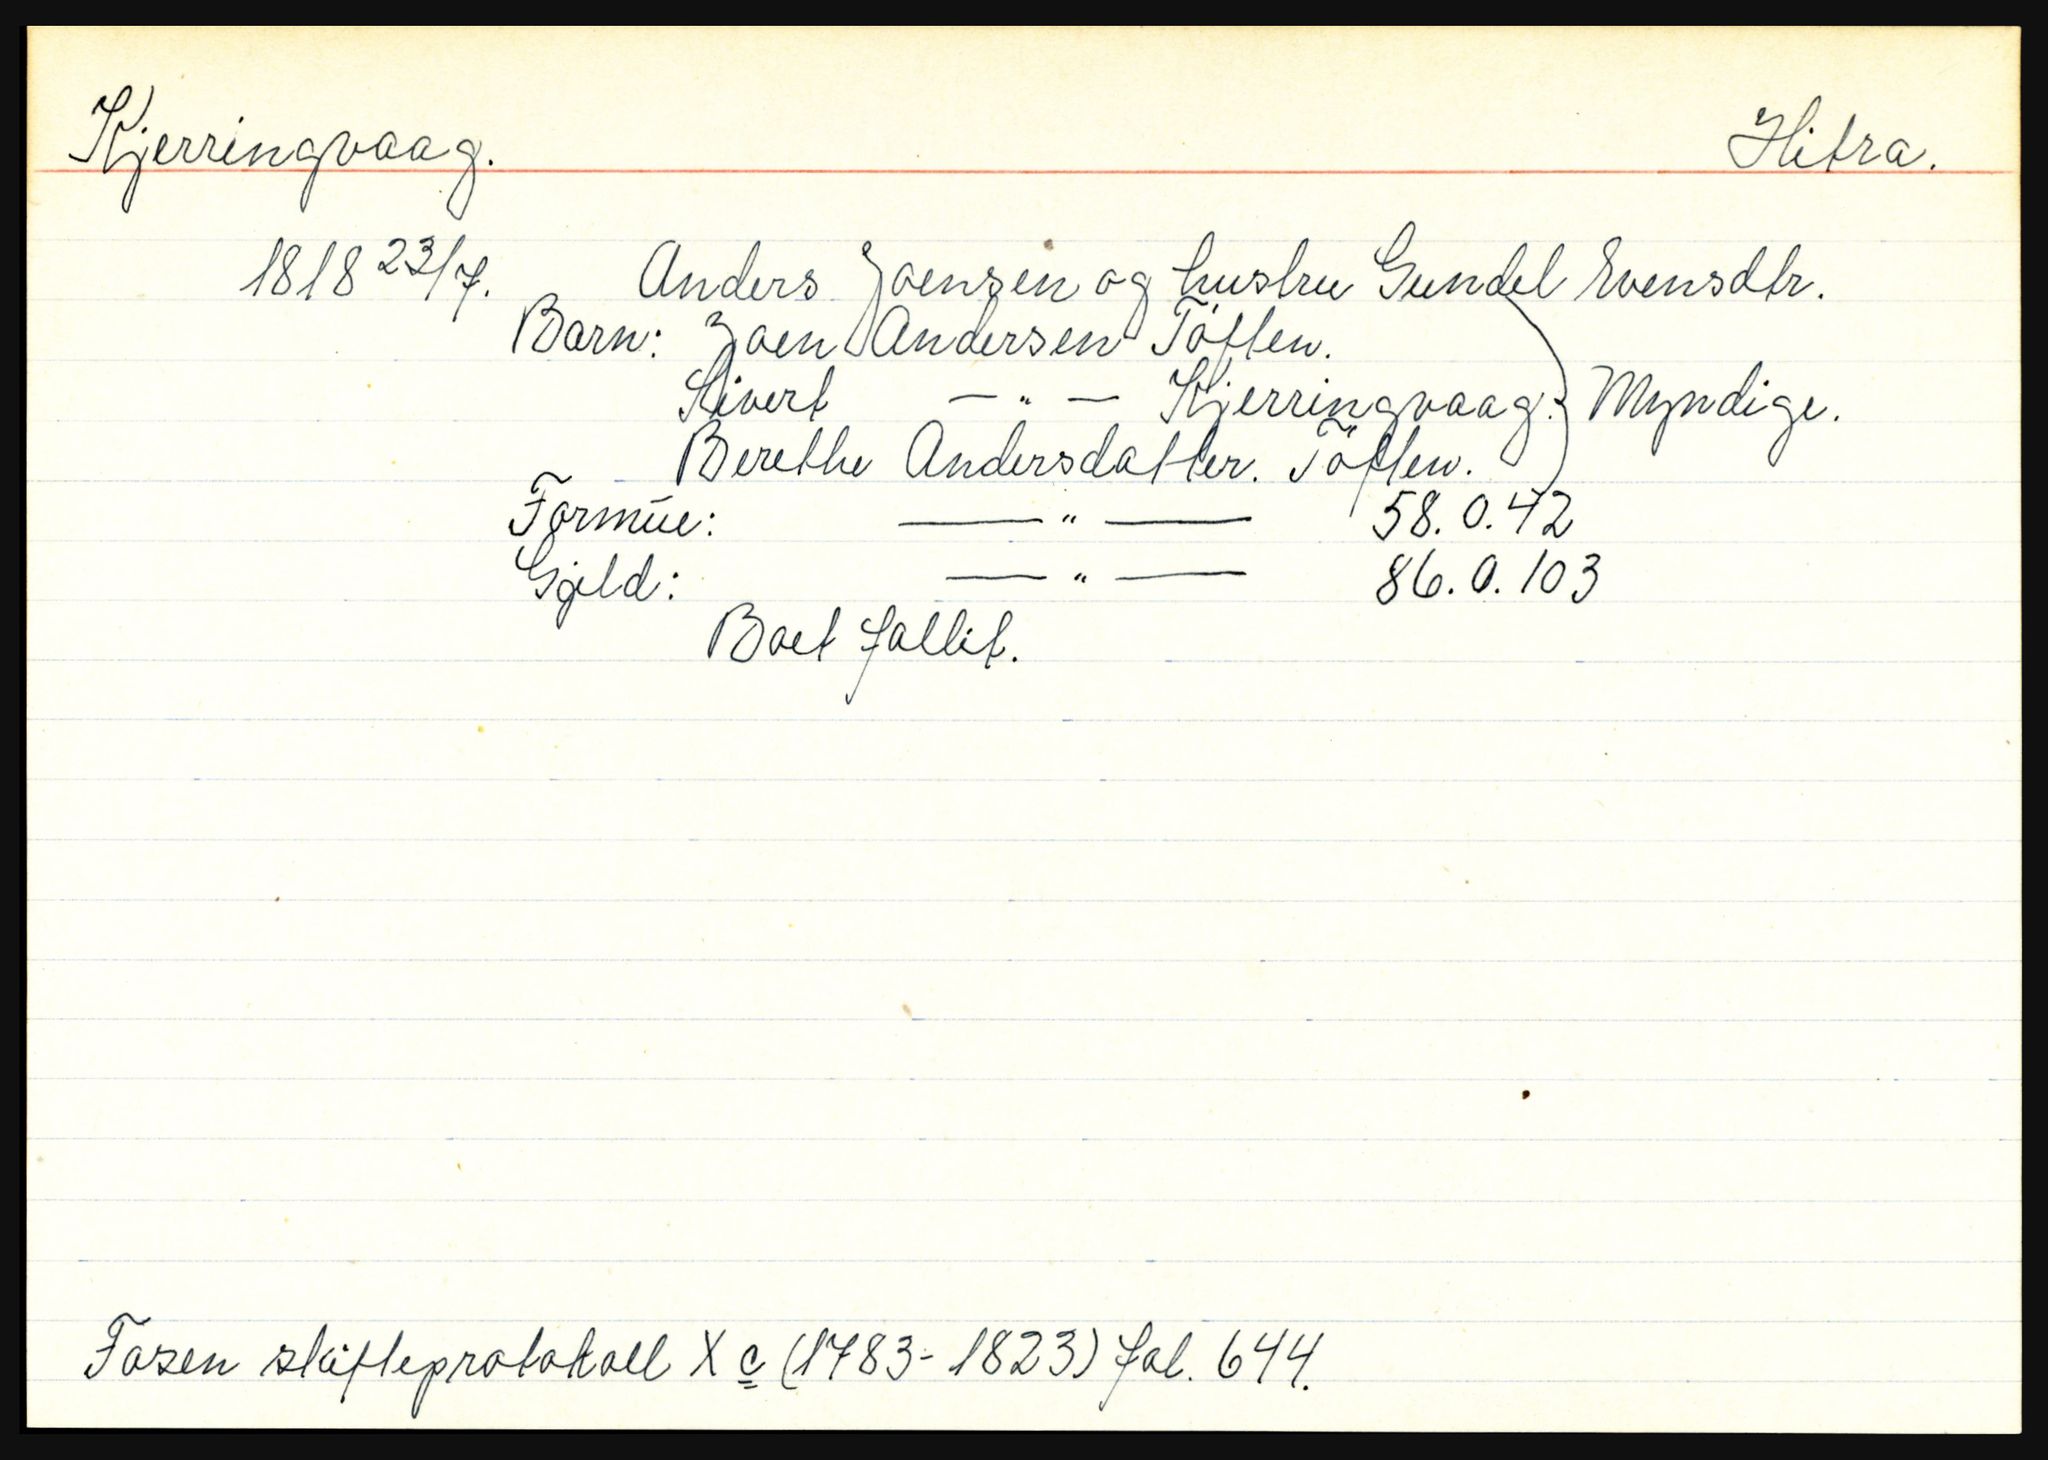 Kjerringvaag. Hitra.
1818 23/7. Anders Joensen og hustru Gundel Evensdtr.
Barn: Joen Andersen Töften.
Sivert — " — Kjerringvaag. } Myndige.
Berethe Andersdatter. Töften.
Formue: — " — 58. 0. 42
Gjeld: — " — 86. 0. 103
Boet fallit.
Fosen skifteprotokoll X c (1783-1823) fol. 644.